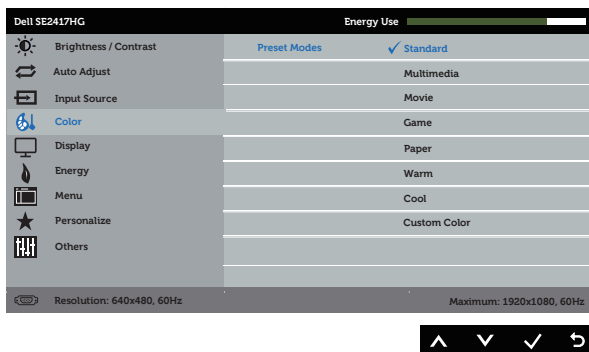 Dell SE2417HG Energy Use
Brightness / Contrast Preset Modes Standard
Auto Adjust Multimedia
Input Source Movie
Color Game
Display Paper
Energy Warm
Menu Cool
Personalize Custom Color
Others
Resolution: 640x480, 60Hz Maximum: 1920x1080, 60Hz